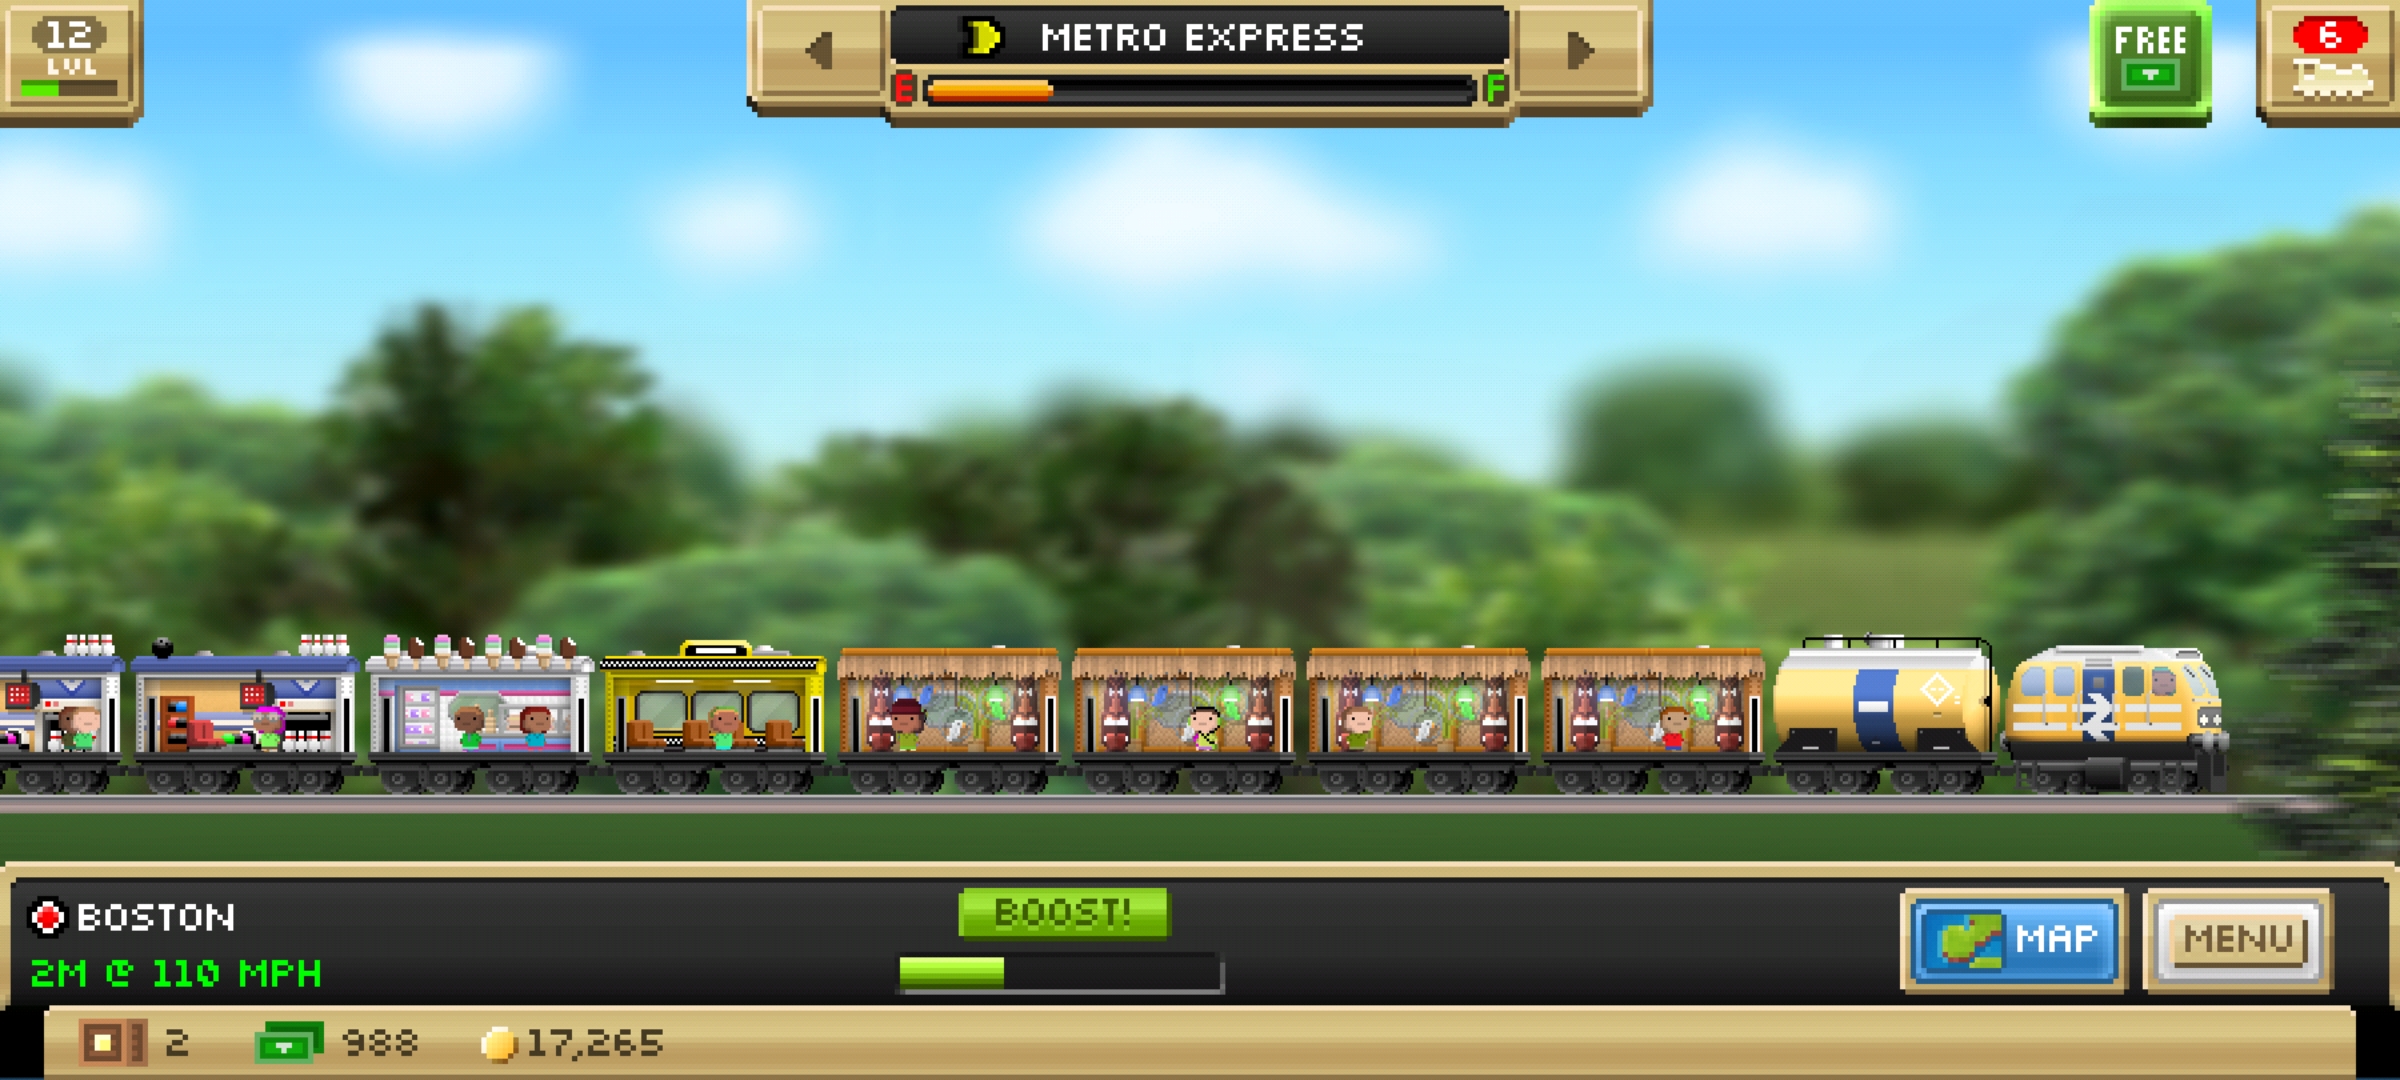 12
LVL
METRO EXPRESS
E F
FREE
6
BOSTON
2M @ 110 MPH
BOOST!
MAP
MENU
2 988 17,265